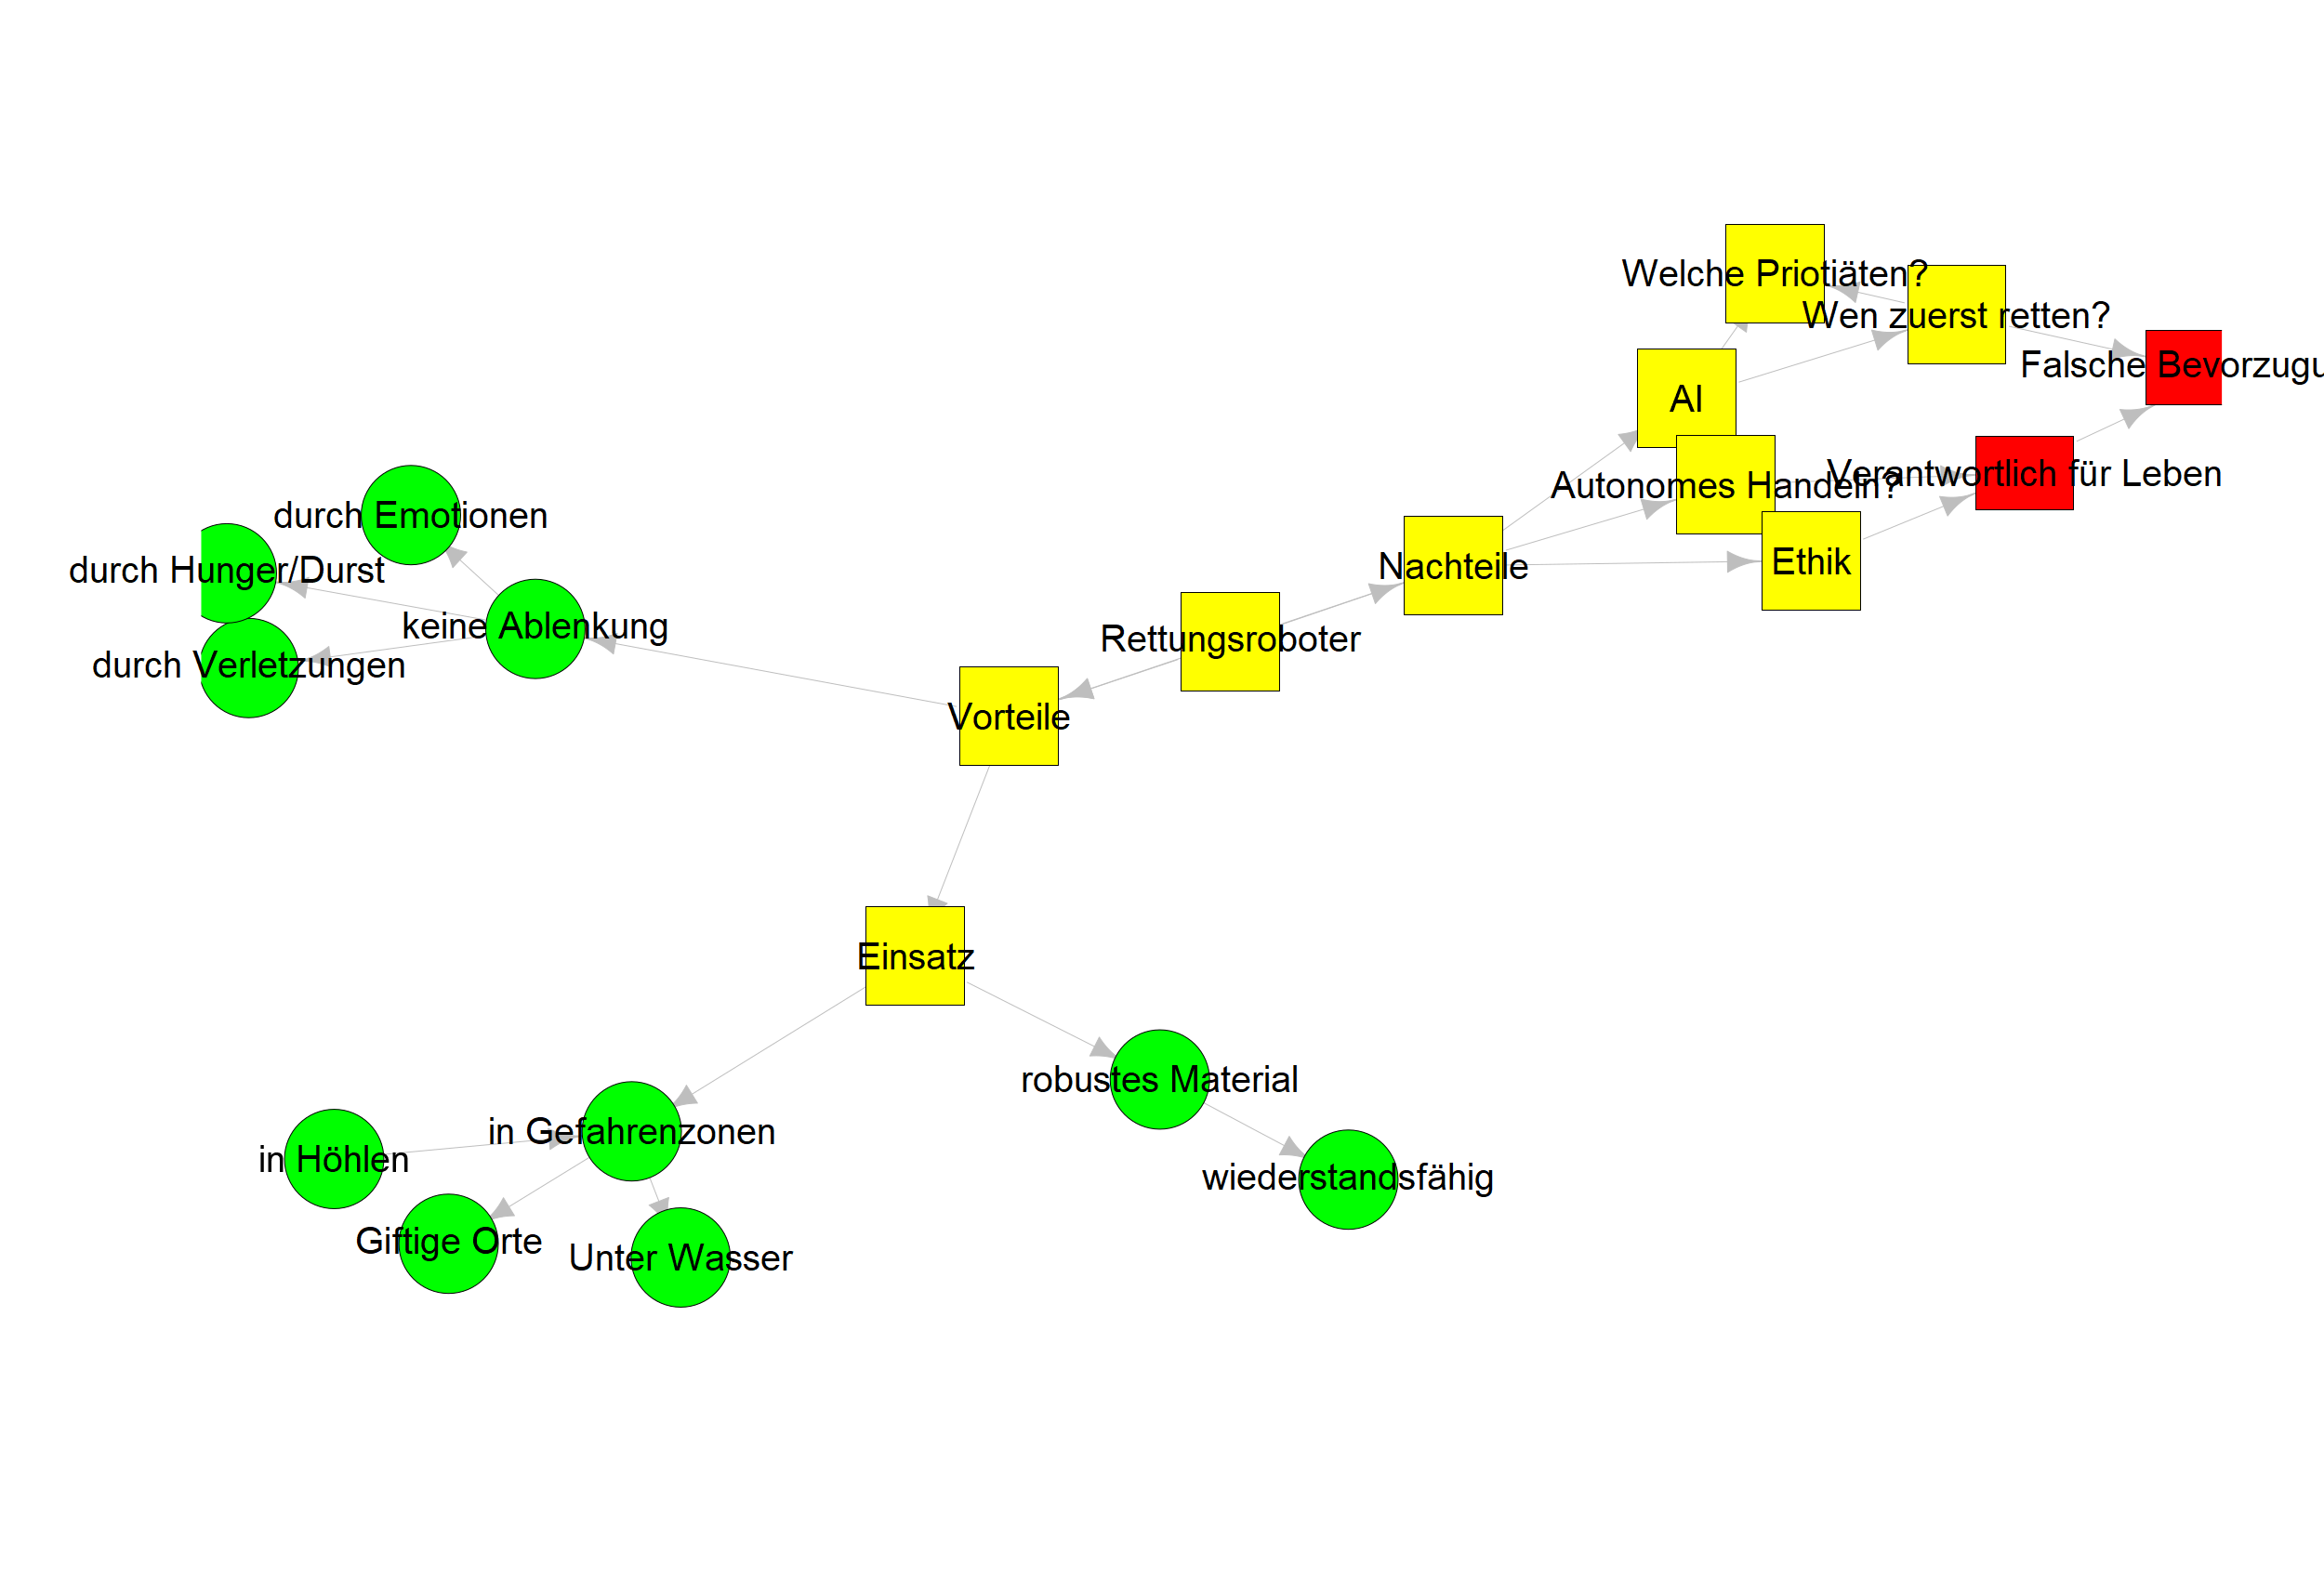 Welche Priotiäten?
Wen zuerst retten?
Falsche Bevorzugu
AI
Verantwortlich für Leben
Autonomes Handeln?
durch Emotionen
Ethik
Nachteile
durch Hunger/Durst
keine Ablenkung
Rettungsroboter
durch Verletzungen
Vorteile
Einsatz
robustes Material
in Gefahrenzonen
in Höhlen
wiederstandsfähig
Giftige Orte
Unter Wasser